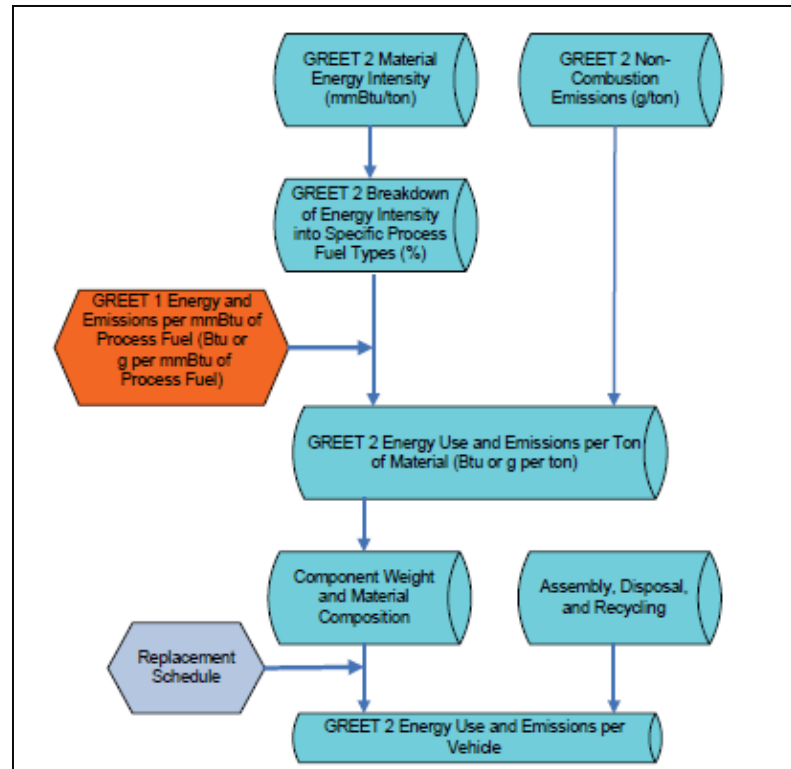 GREET 2 Material
Energy Intensity
(mmBtu/ton)
GREET 2 Non-
Combustion
Emissions (g/ton)
GREET 2 Breakdown
of Energy Intensity
into Specific Process
Fuel Types (%)
GREET 1 Energy and
Emissions per mmBtu of
Process Fuel (Btu or
g per mmBtu of
Process Fuel)
GREET 2 Energy Use and Emissions per Ton
of Material (Btu or g per ton)
Component Weight
and Material
Composition
Assembly, Disposal,
and Recycling
Replacement
Schedule
GREET 2 Energy Use and Emissions per
Vehicle